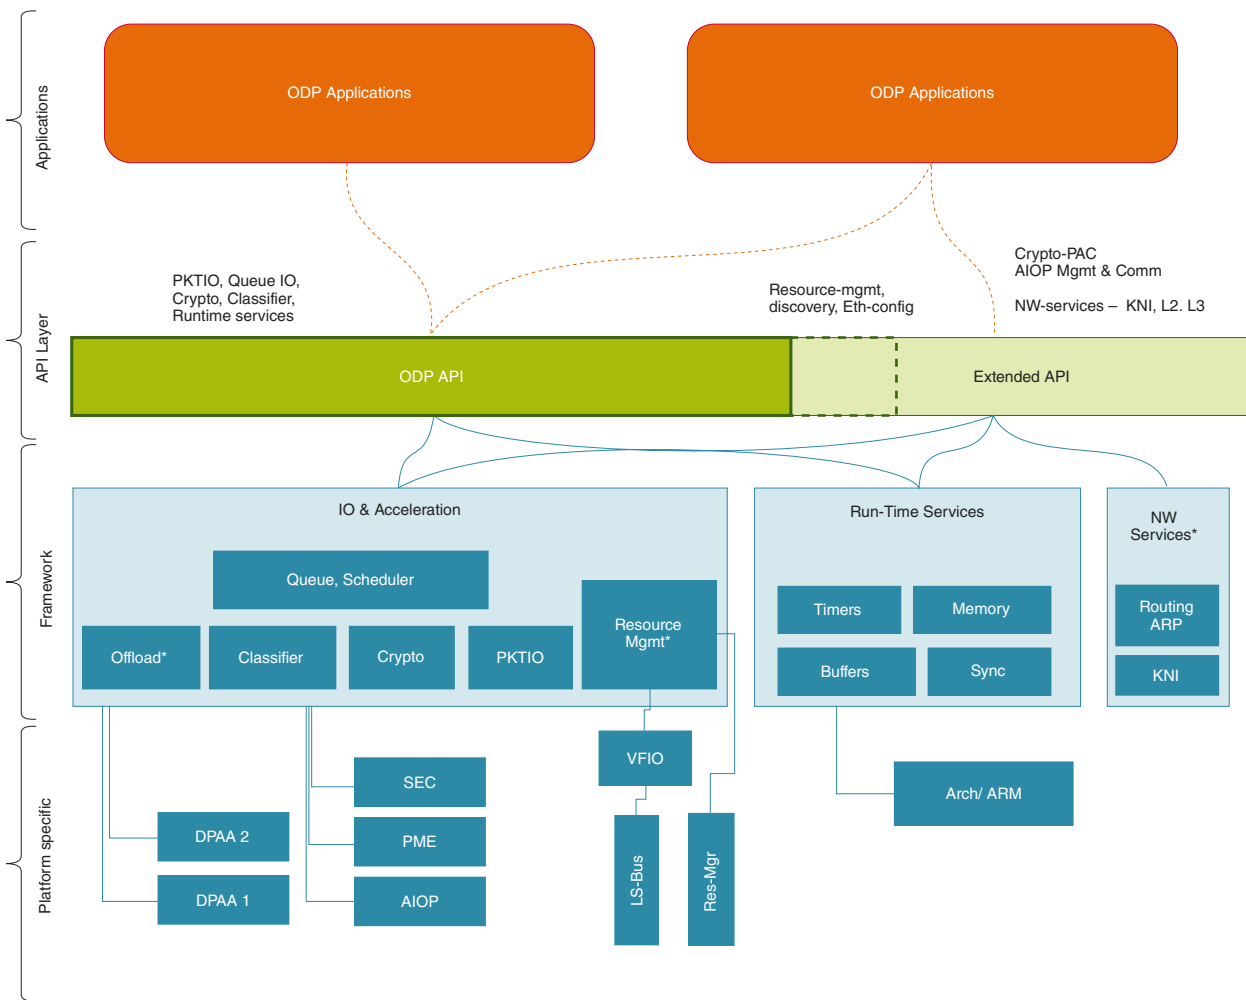 Applications
ODP Applications
ODP Applications
API Layer
PKTIO, Queue IO,
Crypto, Classifier,
Runtime services
Resource-mgmt,
discovery, Eth-config
Crypto-PAC
AIOP Mgmt & Comm
NW-services – KNI, L2. L3
ODP API
Extended API
Framework
IO & Acceleration
Queue, Scheduler
Offload*
Classifier
Crypto
PKTIO
Resource
Mgmt*
Run-Time Services
Timers
Memory
Buffers
Sync
NW
Services*
Routing
ARP
KNI
Platform specific
DPAA 2
DPAA 1
SEC
PME
AIOP
VFIO
LS-Bus
Res-Mgr
Arch/ ARM